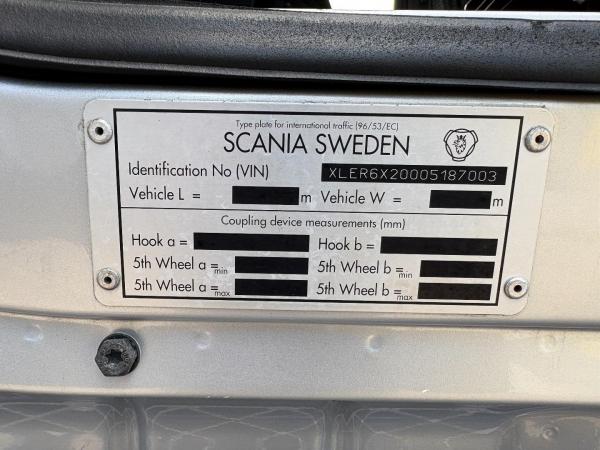 Type plate for international traffic (96/53/EC)
SCANIA SWEDEN
Identification No (VIN) XLER6X20005187003
Vehicle L = m Vehicle W = m
Coupling device measurements (mm)
Hook a = Hook b =
5th Wheel a = min 5th Wheel b = min
5th Wheel a = max 5th Wheel b = max